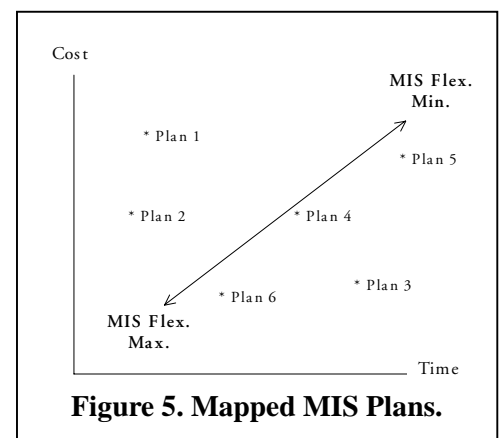 Cost
MIS Flex.
Min.
* Plan 1
* Plan 5
* Plan 2
* Plan 4
* Plan 3
* Plan 6
MIS Flex.
Max.
Time
Figure 5. Mapped MIS Plans.